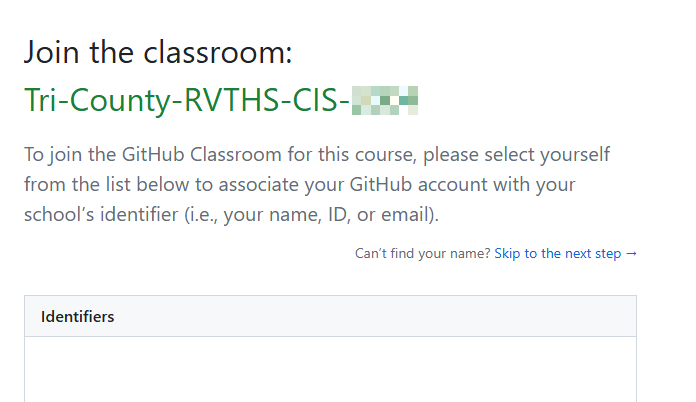 Join the classroom:
Tri-County-RVTHS-CIS-
To join the GitHub Classroom for this course, please select yourself
from the list below to associate your GitHub account with your
school's identifier (i.e., your name, ID, or email).
Can't find your name? Skip to the next step →
Identifiers